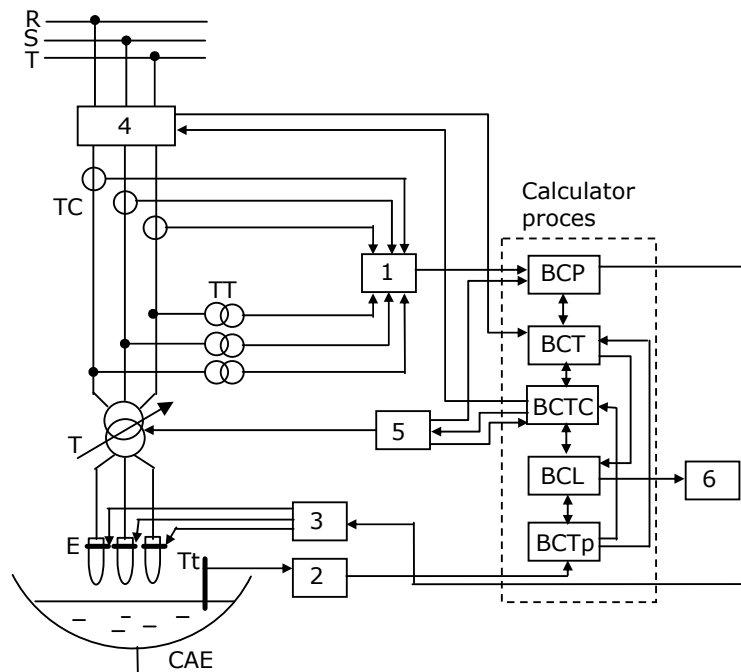 R
S
T
4
TC
Calculator
proces
1
BCP
TT
BCT
BCTC
T
5
BCL
6
3
E
BCTp
Tt
2
CAE